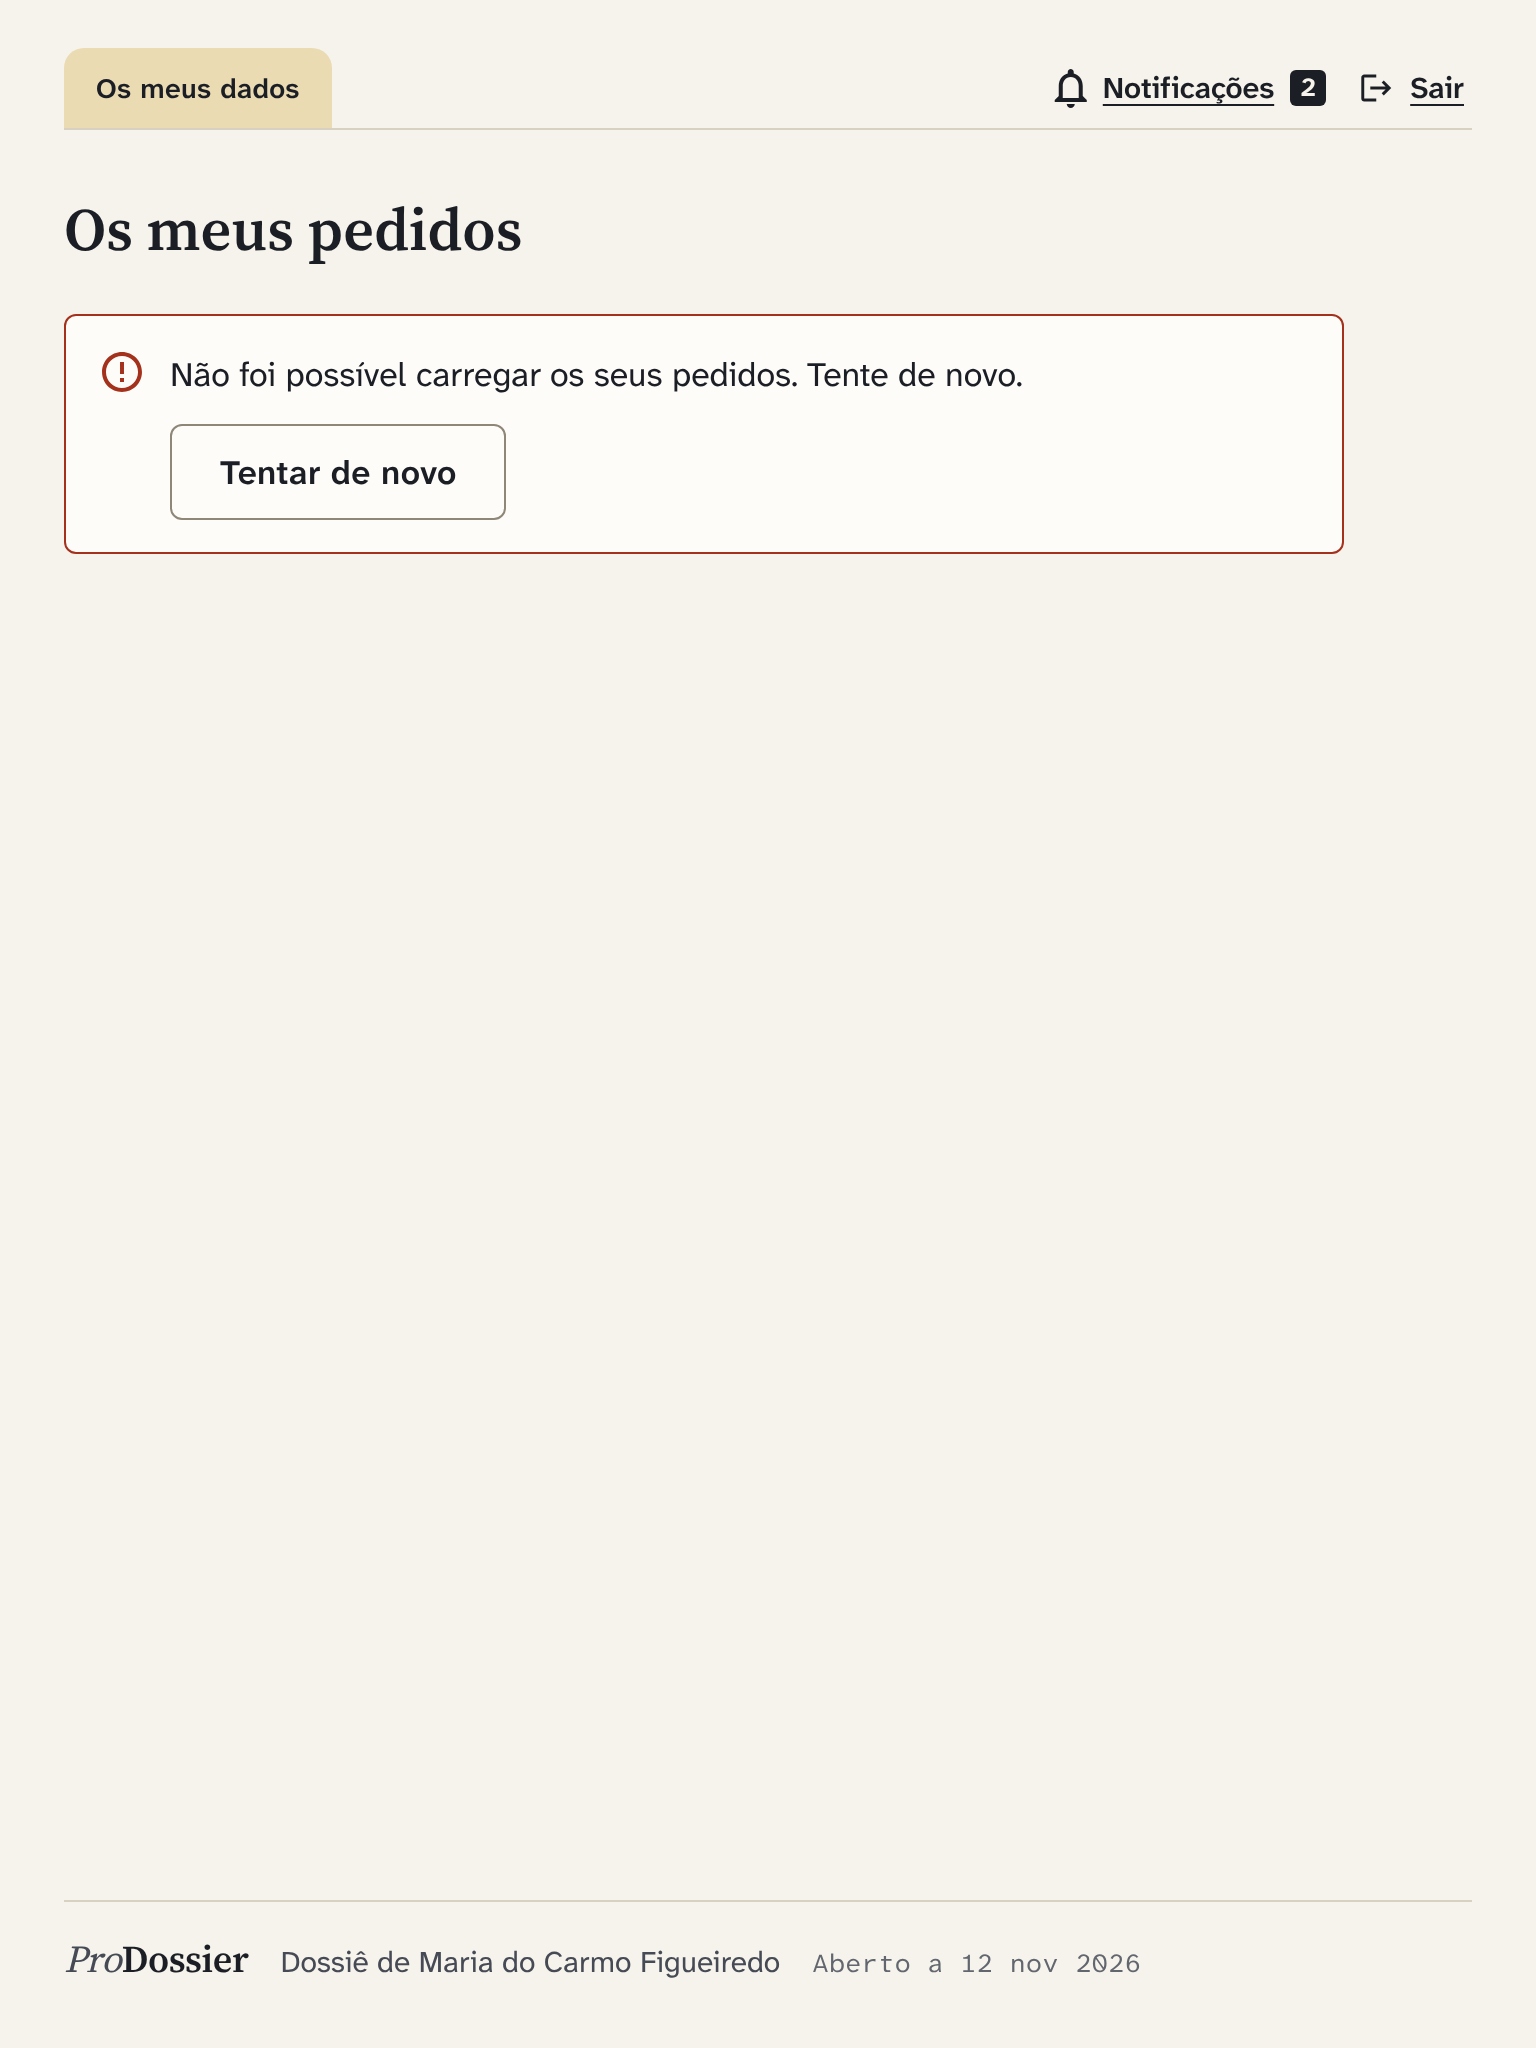 Os meus dados
Notificações 2 Sair
Os meus pedidos
Não foi possível carregar os seus pedidos. Tente de novo.
Tentar de novo
ProDossier Dossiê de Maria do Carmo Figueiredo Aberto a 12 nov 2026